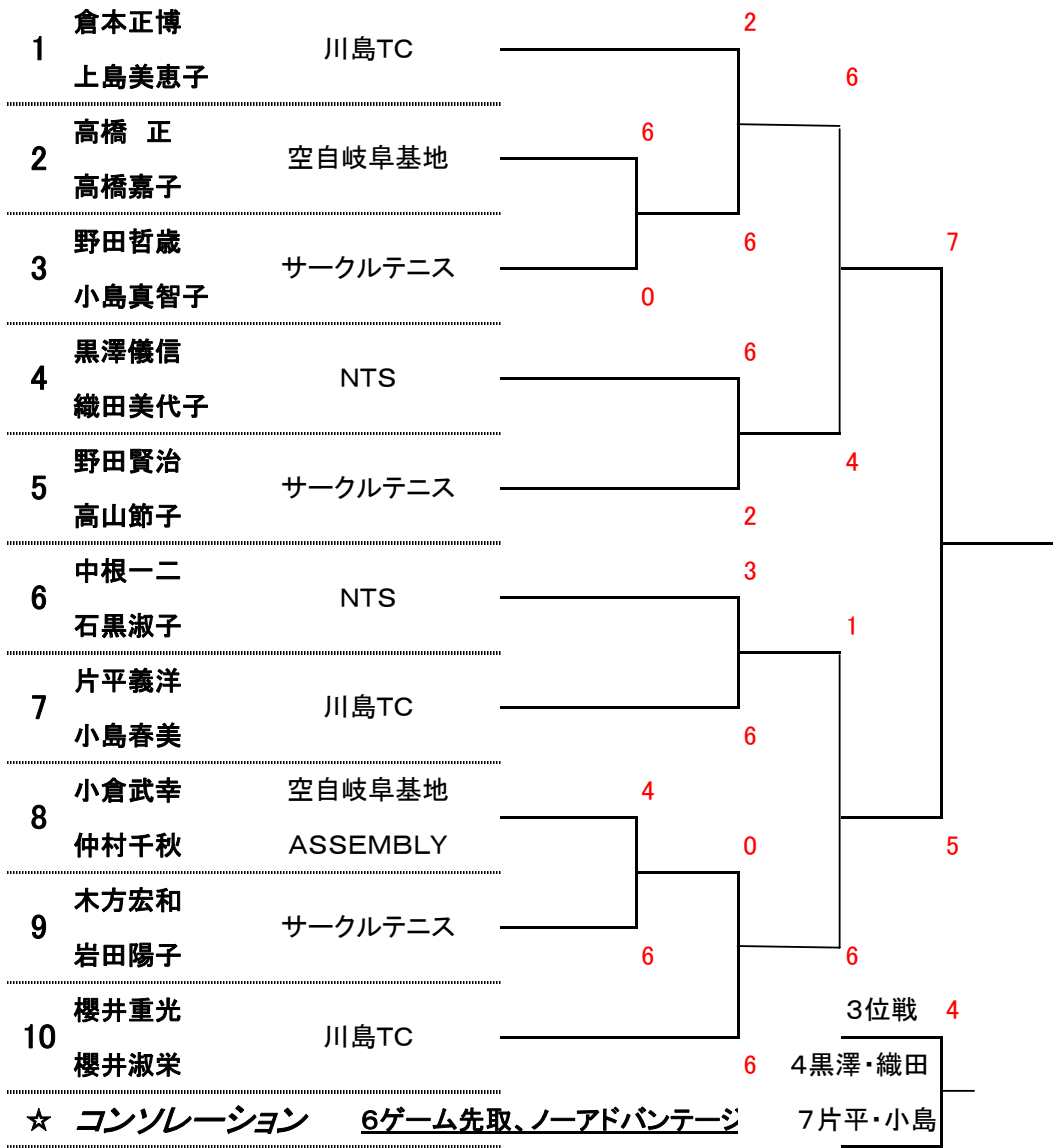 倉本正博 2
1 川島TC
上島美恵子 6
高橋 正 6
2 空自岐阜基地
高橋嘉子
野田哲歳 6 7
3 サークルテニス
小島真智子 0
黒澤儀信 6
4 NTS
織田美代子
野田賢治 4
5 サークルテニス
高山節子 2
中根一二 3
6 NTS
石黒淑子 1
片平義洋
7 川島TC
小島春美 6
小倉武幸 空自岐阜基地 4
8
仲村千秋 ASSEMBLY 0 5
木方宏和
9 サークルテニス
岩田陽子 6 6
櫻井重光 3位戦 4
10 川島TC
櫻井淑栄 6 4黒澤・織田
☆ コンソレーション 6ゲーム先取、ノーアドバンテージ 7片平・小島